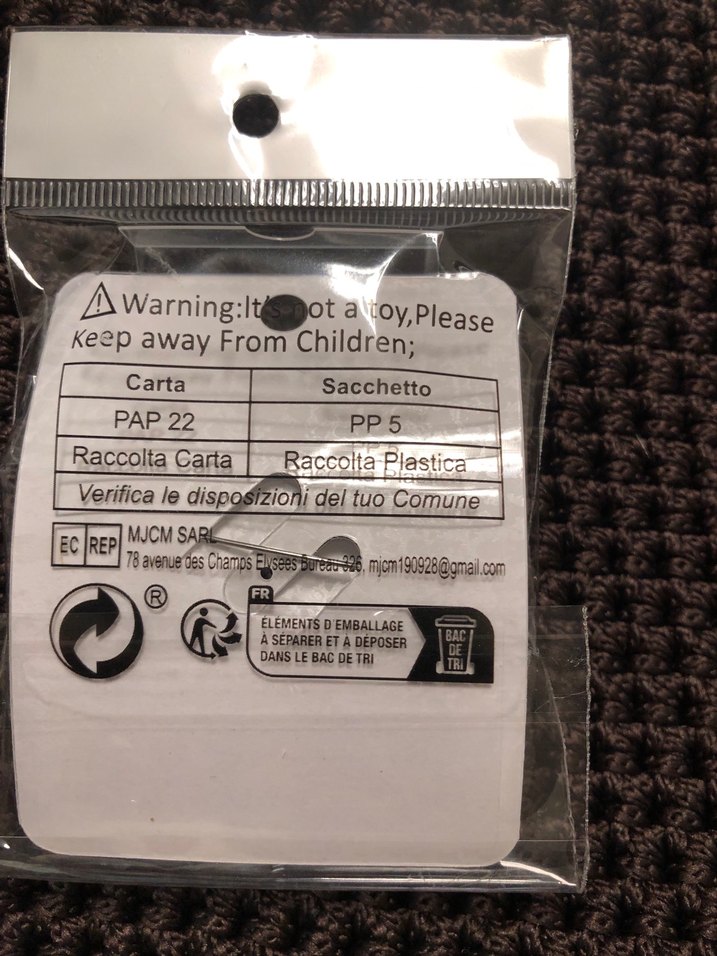 Warning:It's not a toy,Please
Keep away From Children;
Carta Sacchetto
PAP 22 PP 5
Raccolta Carta Raccolta Plastica
Verifica le disposizioni del tuo Comune
EC REP
MJCM SARL
78 avenue des Champs Elysees Bureau 326, mjcm190928@gmail.com
®
FR
ÉLÉMENTS D'EMBALLAGE
À SÉPARER ET À DÉPOSER
DANS LE BAC DE TRI
BAC
DE
TRI